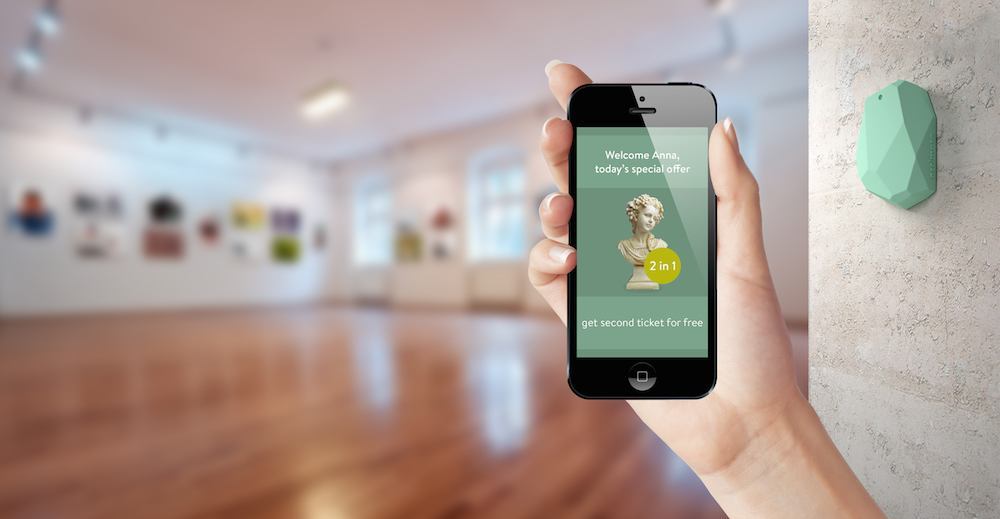 Welcome Anna,
today's special offer
2 in 1
get second ticket for free